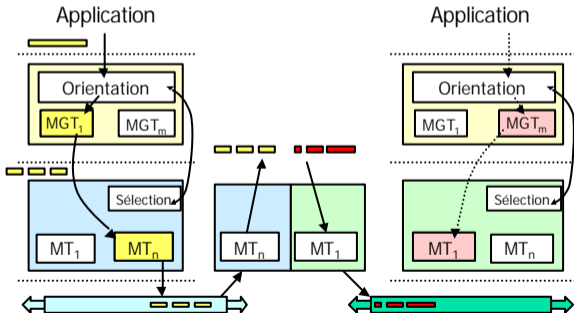 Application
Application
Orientation
Orientation
MGT1
MGTm
MGT1
MGTm
Sélection
Sélection
MT1
MTn
MTn
MT1
MT1
MTn